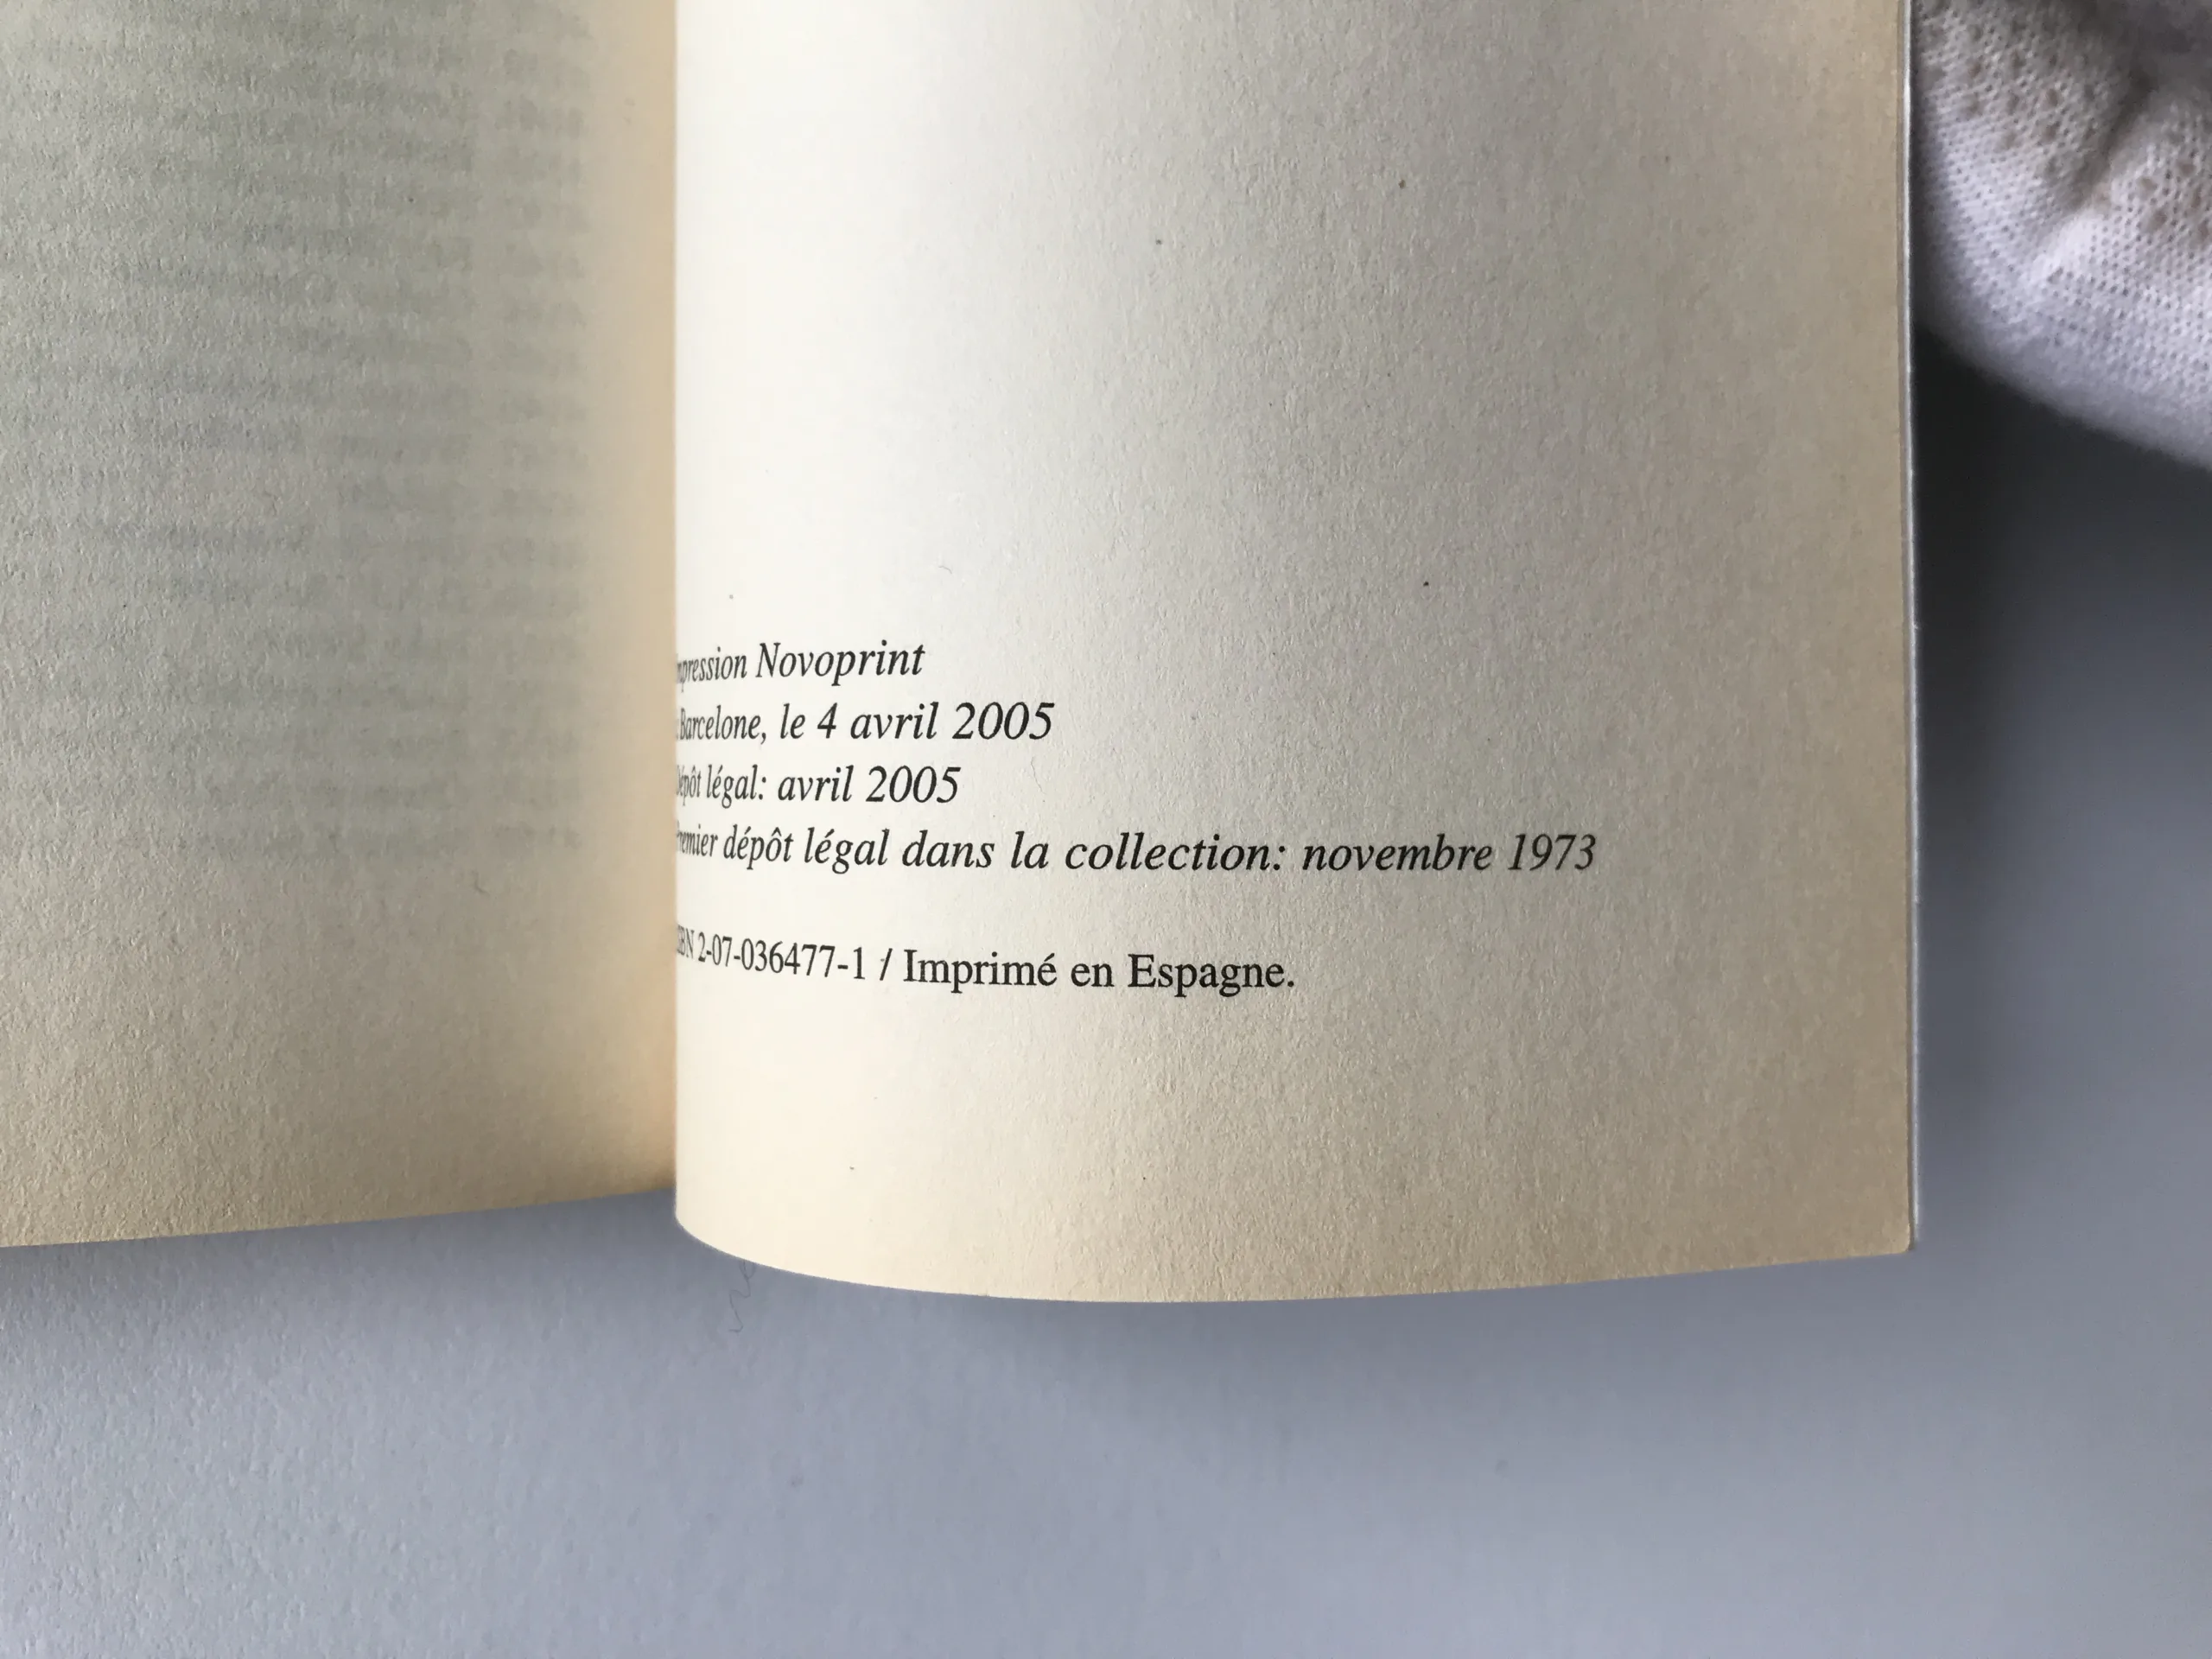 Impression Novoprint
à Barcelone, le 4 avril 2005
Dépôt légal: avril 2005
Premier dépôt légal dans la collection: novembre 1973
ISBN 2-07-036477-1 / Imprimé en Espagne.